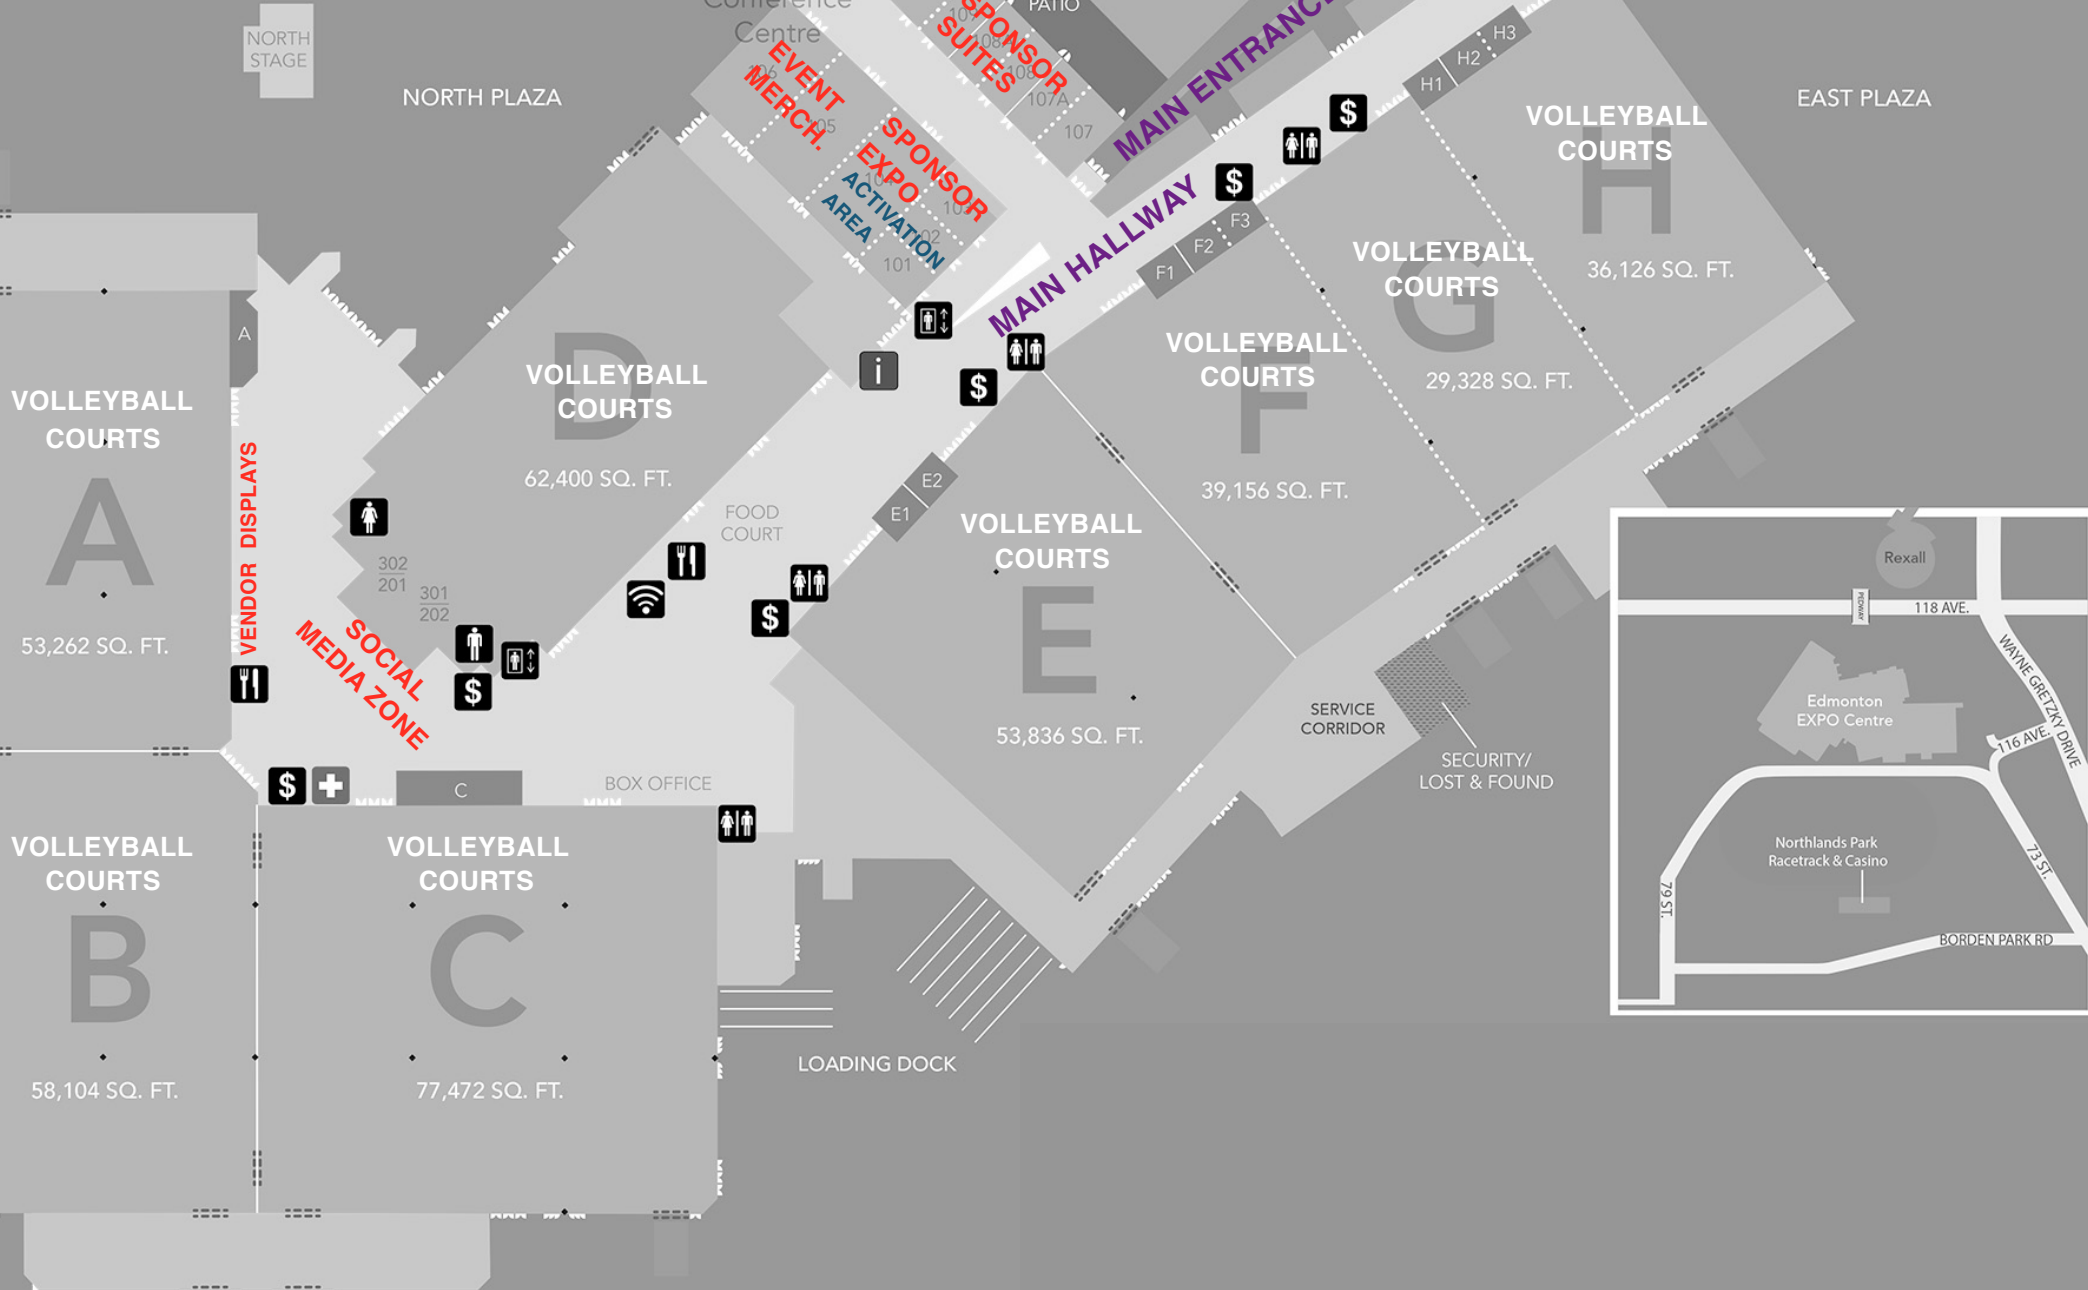 Conference
Centre
NORTH
STAGE
NORTH PLAZA
PATIO
EAST PLAZA
EVENT
MERCH.
106
105
SPONSOR
SUITES
109
108A
108
107A
107
SPONSOR
EXPO
ACTIVATION
AREA
102
101
MAIN ENTRANCE
MAIN HALLWAY
H1
H2
H3
F1
F2
F3
$
$
VOLLEYBALL
COURTS
H
36,126 SQ. FT.
VOLLEYBALL
COURTS
G
29,328 SQ. FT.
VOLLEYBALL
COURTS
F
39,156 SQ. FT.
i
$
A
VOLLEYBALL
COURTS
D
62,400 SQ. FT.
VOLLEYBALL
COURTS
A
53,262 SQ. FT.
VENDOR DISPLAYS
302
201
301
202
SOCIAL
MEDIA ZONE
$
FOOD
COURT
E1
E2
$
VOLLEYBALL
COURTS
E
53,836 SQ. FT.
SERVICE
CORRIDOR
SECURITY/
LOST & FOUND
$
C
BOX OFFICE
VOLLEYBALL
COURTS
B
58,104 SQ. FT.
VOLLEYBALL
COURTS
C
77,472 SQ. FT.
LOADING DOCK
Rexall
PEDWAY
118 AVE.
WAYNE GRETZKY DRIVE
Edmonton
EXPO Centre
116 AVE.
Northlands Park
Racetrack & Casino
73 ST.
79 ST.
BORDEN PARK RD